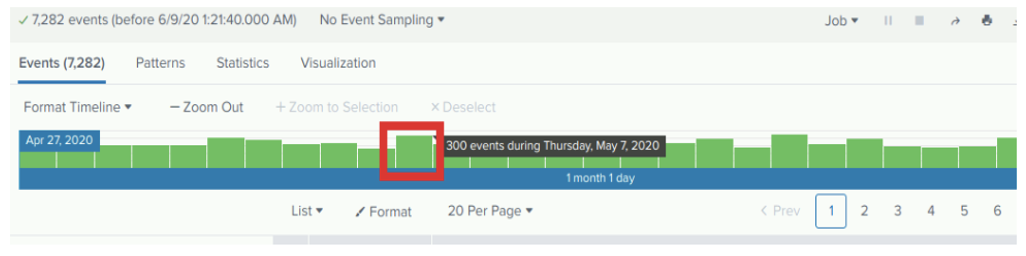 ✓ 7,282 events (before 6/9/20 1:21:40.000 AM) No Event Sampling ▾ Job ▾
Events (7,282) Patterns Statistics Visualization
Format Timeline ▾ — Zoom Out + Zoom to Selection × Deselect
Apr 27, 2020
300 events during Thursday, May 7, 2020
1 month 1 day
List ▾ Format 20 Per Page ▾ < Prev 1 2 3 4 5 6